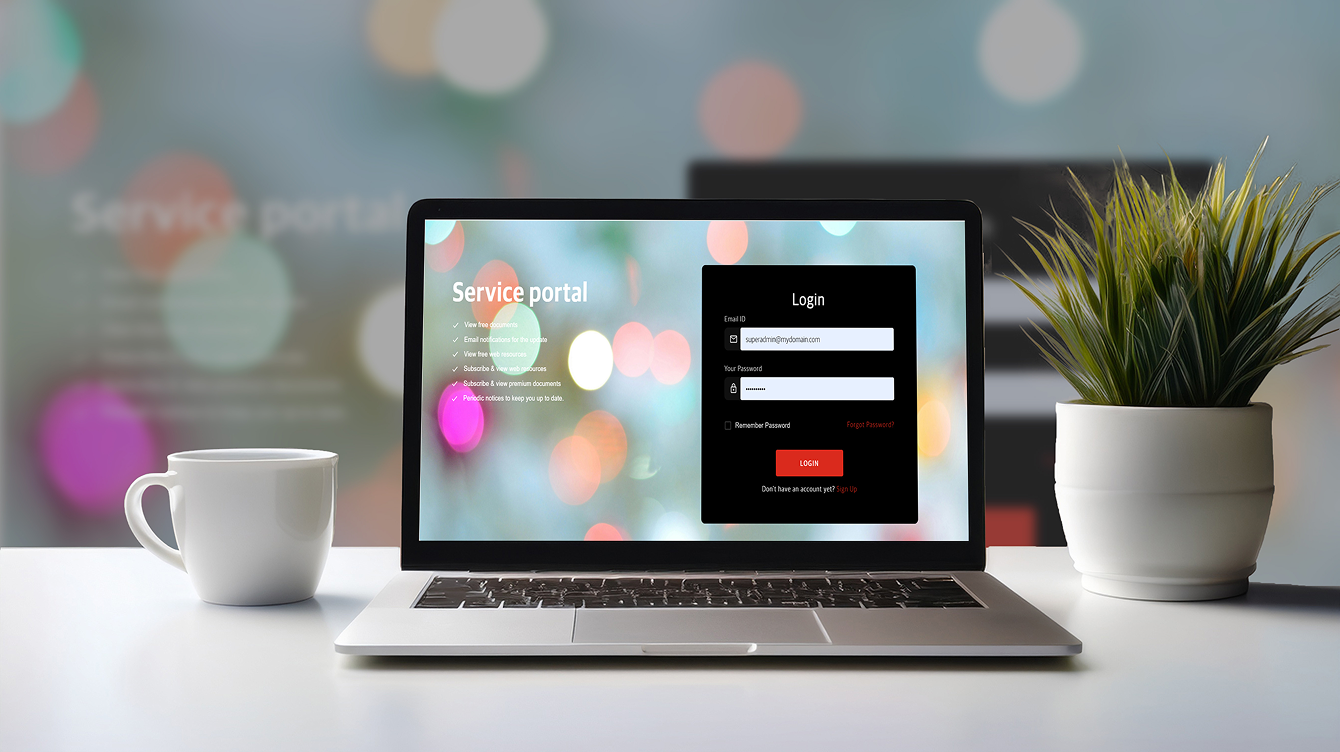 Service portal
Service portal
✓ View free documents
✓ Email notifications for the update
✓ View free web resources
✓ Subscribe & view web resources
✓ Subscribe & view premium documents
✓ Periodic notices to keep you up to date.
Login
Email ID
superadmin@mydomain.com
Your Password
••••••••••
Remember Password
Forgot Password?
LOGIN
Don't have an account yet? Sign Up